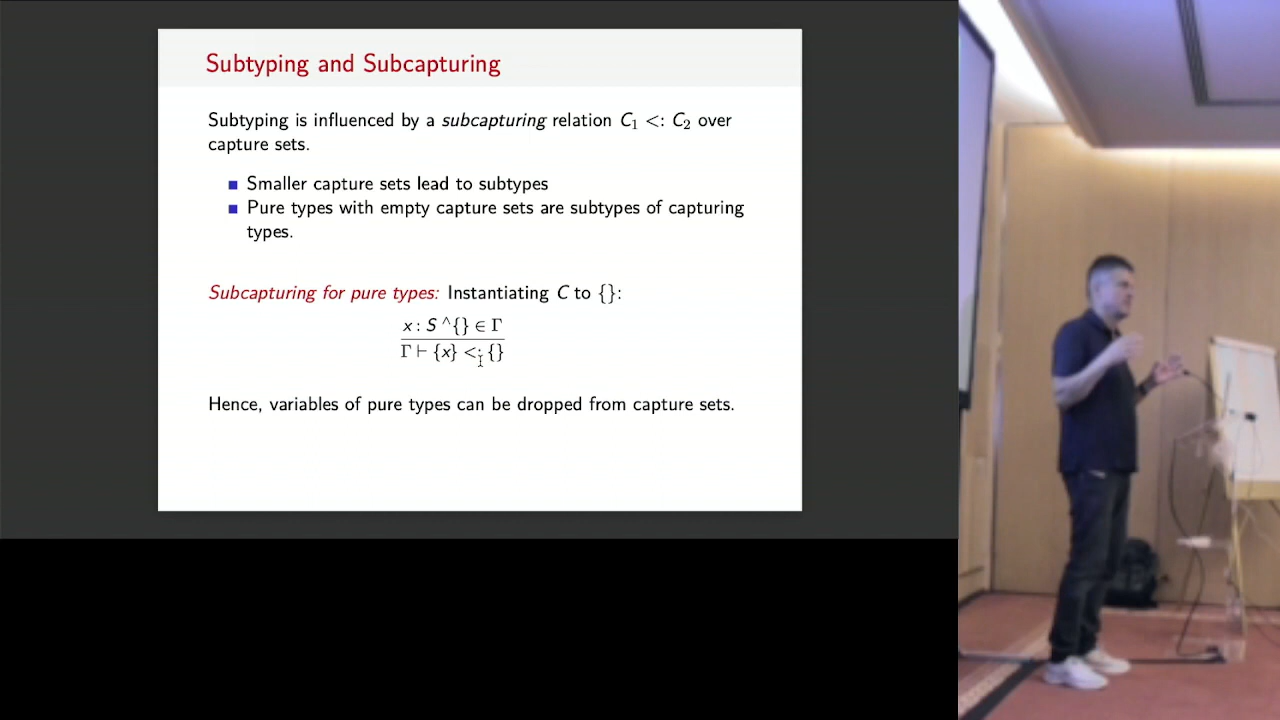 Subtyping and Subcapturing
Subtyping is influenced by a subcapturing relation C₁ <: C₂ over
capture sets.
Smaller capture sets lead to subtypes
Pure types with empty capture sets are subtypes of capturing
types.
Subcapturing for pure types: Instantiating C to {}:
x : S ^{} ∈ Γ
Γ ⊢ {x} <: {}
Hence, variables of pure types can be dropped from capture sets.